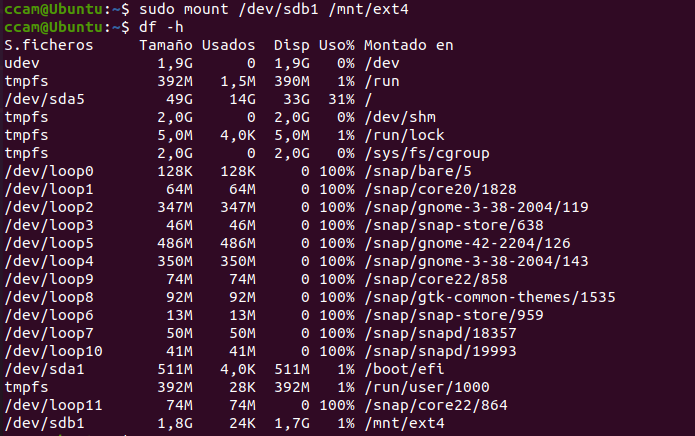 ccam@Ubuntu:~$ sudo mount /dev/sdb1 /mnt/ext4
ccam@Ubuntu:~$ df -h
S.ficheros Tamaño Usados Disp Uso% Montado en
udev 1,9G 0 1,9G 0% /dev
tmpfs 392M 1,5M 390M 1% /run
/dev/sda5 49G 14G 33G 31% /
tmpfs 2,0G 0 2,0G 0% /dev/shm
tmpfs 5,0M 4,0K 5,0M 1% /run/lock
tmpfs 2,0G 0 2,0G 0% /sys/fs/cgroup
/dev/loop0 128K 128K 0 100% /snap/bare/5
/dev/loop1 64M 64M 0 100% /snap/core20/1828
/dev/loop2 347M 347M 0 100% /snap/gnome-3-38-2004/119
/dev/loop3 46M 46M 0 100% /snap/snap-store/638
/dev/loop5 486M 486M 0 100% /snap/gnome-42-2204/126
/dev/loop4 350M 350M 0 100% /snap/gnome-3-38-2004/143
/dev/loop9 74M 74M 0 100% /snap/core22/858
/dev/loop8 92M 92M 0 100% /snap/gtk-common-themes/1535
/dev/loop6 13M 13M 0 100% /snap/snap-store/959
/dev/loop7 50M 50M 0 100% /snap/snapd/18357
/dev/loop10 41M 41M 0 100% /snap/snapd/19993
/dev/sda1 511M 4,0K 511M 1% /boot/efi
tmpfs 392M 28K 392M 1% /run/user/1000
/dev/loop11 74M 74M 0 100% /snap/core22/864
/dev/sdb1 1,8G 24K 1,7G 1% /mnt/ext4